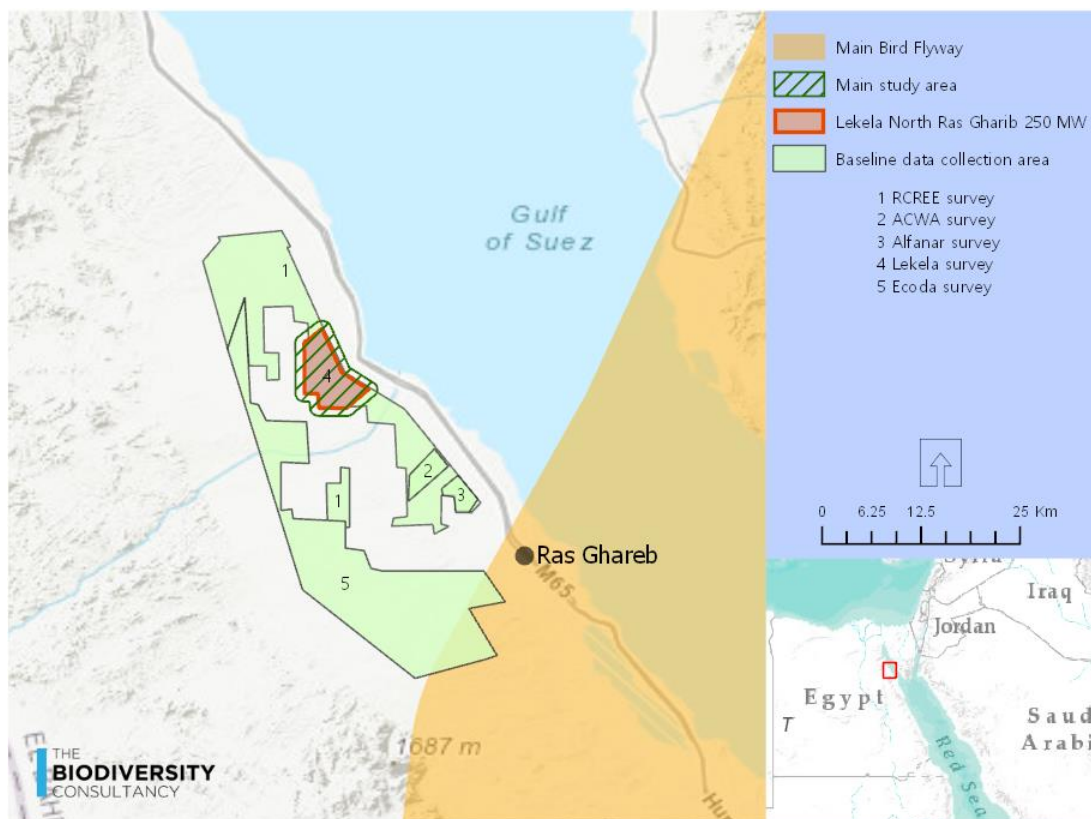 Main Bird Flyway
Main study area
Lekela North Ras Gharib 250 MW
Baseline data collection area
1 RCREE survey
2 ACWA survey
3 Alfanar survey
4 Lekela survey
5 Ecoda survey
Gulf
of Suez
1
4
2
3
1
5
Ras Ghareb
M65
1687 m
0 6.25 12.5 25 Km
Syria
Iraq
Jordan
Egypt
Saud
Arabi
Red Sea
T
THE
BIODIVERSITY
CONSULTANCY